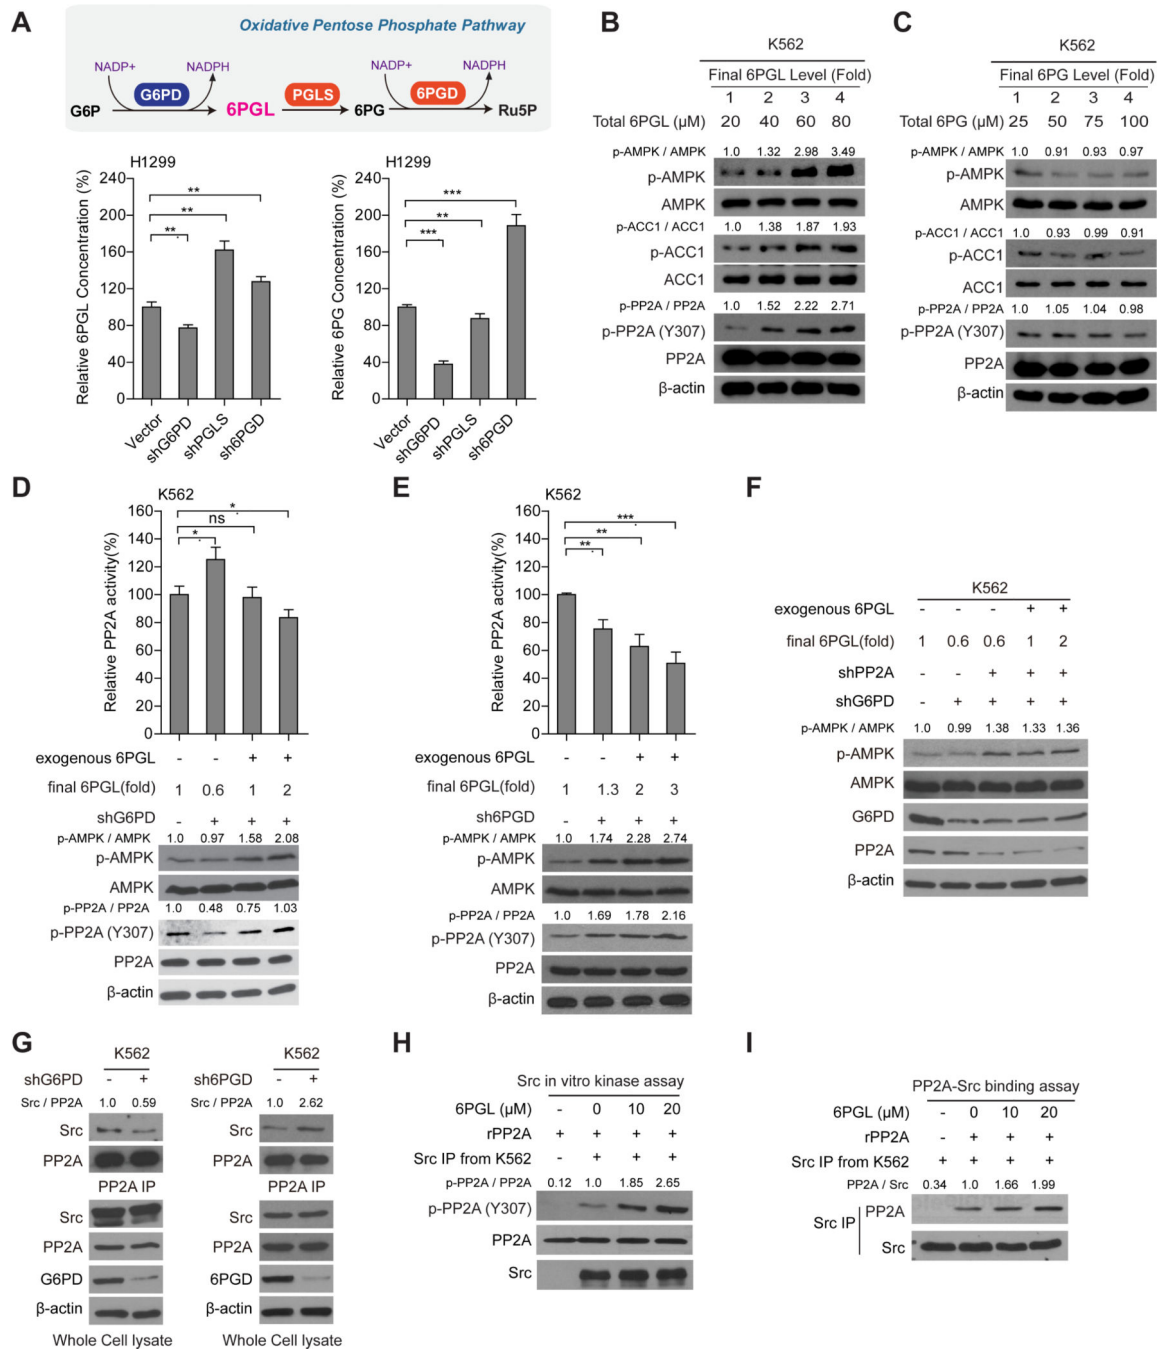 A
Oxidative Pentose Phosphate Pathway
NADP+ NADPH NADP+ NADPH
G6P G6PD 6PGL PGLS 6PG 6PGD Ru5P
H1299
Relative 6PGL Concentration (%)
240
200
160
120
80
40
0
** ** **
Vector shG6PD shPGLS sh6PGD
H1299
Relative 6PG Concentration (%)
240
200
160
120
80
40
0
*** ** ***
Vector shG6PD shPGLS sh6PGD
B
K562
Final 6PGL Level (Fold)
1 2 3 4
Total 6PGL (µM) 20 40 60 80
p-AMPK / AMPK 1.0 1.32 2.98 3.49
p-AMPK
AMPK
p-ACC1 / ACC1 1.0 1.38 1.87 1.93
p-ACC1
ACC1
p-PP2A / PP2A 1.0 1.52 2.22 2.71
p-PP2A (Y307)
PP2A
β-actin
C
K562
Final 6PG Level (Fold)
1 2 3 4
Total 6PG (µM) 25 50 75 100
p-AMPK / AMPK 1.0 0.91 0.93 0.97
p-AMPK
AMPK
p-ACC1 / ACC1 1.0 0.93 0.99 0.91
p-ACC1
ACC1
p-PP2A / PP2A 1.0 1.05 1.04 0.98
p-PP2A (Y307)
PP2A
β-actin
D
K562
Relative PP2A activity(%)
160
140
120
100
80
60
40
20
0
*
ns
*
exogenous 6PGL - - + +
final 6PGL(fold) 1 0.6 1 2
shG6PD - + + +
p-AMPK / AMPK 1.0 0.97 1.58 2.08
p-AMPK
AMPK
p-PP2A / PP2A 1.0 0.48 0.75 1.03
p-PP2A (Y307)
PP2A
β-actin
E
K562
Relative PP2A activity(%)
160
140
120
100
80
60
40
20
0
***
**
**
exogenous 6PGL - - + +
final 6PGL(fold) 1 1.3 2 3
sh6PGD - + + +
p-AMPK / AMPK 1.0 1.74 2.28 2.74
p-AMPK
AMPK
p-PP2A / PP2A 1.0 1.69 1.78 2.16
p-PP2A (Y307)
PP2A
β-actin
F
K562
exogenous 6PGL - - - + +
final 6PGL(fold) 1 0.6 0.6 1 2
shPP2A - - + + +
shG6PD - + + + +
p-AMPK / AMPK 1.0 0.99 1.38 1.33 1.36
p-AMPK
AMPK
G6PD
PP2A
β-actin
G
K562
shG6PD - +
Src / PP2A 1.0 0.59
Src
PP2A
PP2A IP
Src
PP2A
G6PD
β-actin
Whole Cell lysate
K562
sh6PGD - +
Src / PP2A 1.0 2.62
Src
PP2A
PP2A IP
Src
PP2A
6PGD
β-actin
Whole Cell lysate
H
Src in vitro kinase assay
6PGL (µM) - 0 10 20
rPP2A + + + +
Src IP from K562 - + + +
p-PP2A / PP2A 0.12 1.0 1.85 2.65
p-PP2A (Y307)
PP2A
Src
I
PP2A-Src binding assay
6PGL (µM) - 0 10 20
rPP2A - + + +
Src IP from K562 + + + +
PP2A / Src 0.34 1.0 1.66 1.99
Src IP PP2A
Src